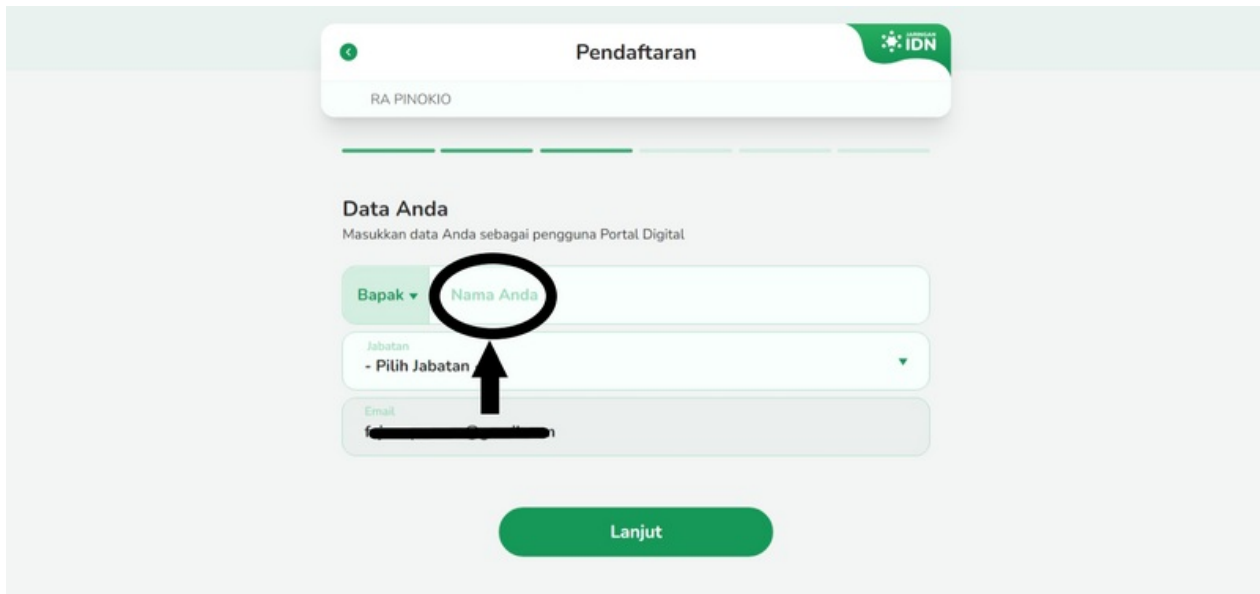 Pendaftaran
JARINGAN
IDN
RA PINOKIO
Data Anda
Masukkan data Anda sebagai pengguna Portal Digital
Bapak
Nama Anda
Jabatan
- Pilih Jabatan
Email
Lanjut